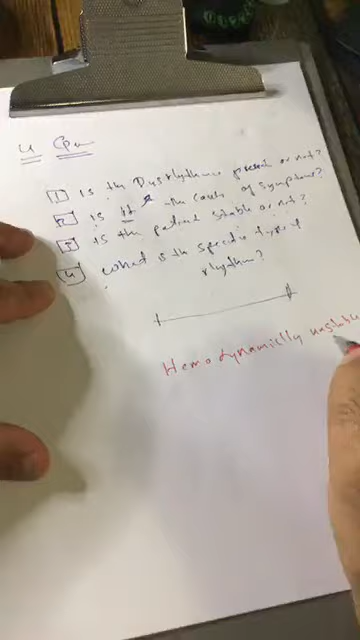 4 Qs
1 Is the Dysrhythmia present or not?
2 is it the cause of symptoms?
3 Is the patient stable or not?
4 What is the specific type of
rhythm?
Hemodynamically unstable